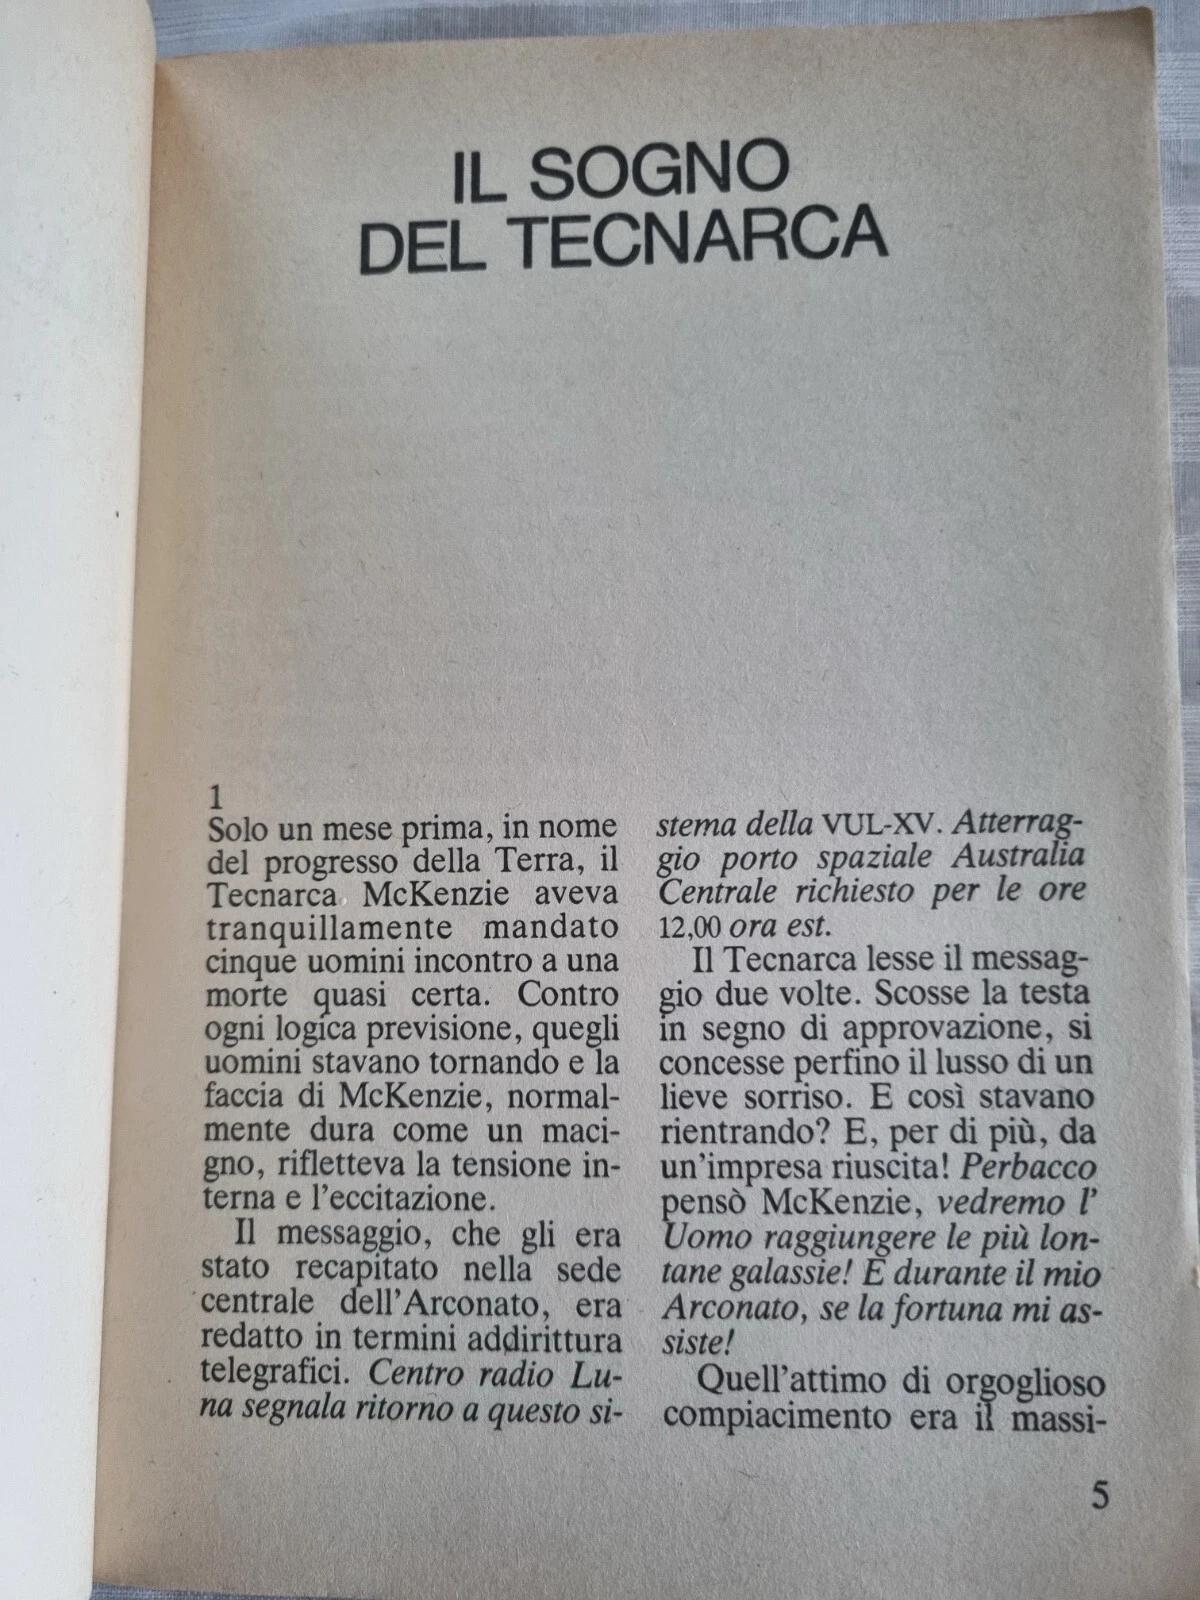 IL SOGNO
DEL TECNARCA
1
Solo un mese prima, in nome
del progresso della Terra, il
Tecnarca McKenzie aveva
tranquillamente mandato
cinque uomini incontro a una
morte quasi certa. Contro
ogni logica previsione, quegli
uomini stavano tornando e la
faccia di McKenzie, normal-
mente dura come un maci-
gno, rifletteva la tensione in-
terna e l'eccitazione.
Il messaggio, che gli era
stato recapitato nella sede
centrale dell'Arconato, era
redatto in termini addirittura
telegrafici. Centro radio Lu-
na segnala ritorno a questo si-
stema della VUL-XV. Atterrag-
gio porto spaziale Australia
Centrale richiesto per le ore
12,00 ora est.
Il Tecnarca lesse il messag-
gio due volte. Scosse la testa
in segno di approvazione, si
concesse perfino il lusso di un
lieve sorriso. E così stavano
rientrando? E, per di più, da
un'impresa riuscita! Perbacco
pensò McKenzie, vedremo l'
Uomo raggiungere le più lon-
tane galassie! E durante il mio
Arconato, se la fortuna mi as-
siste!
Quell'attimo di orgoglioso
compiacimento era il massi-
5